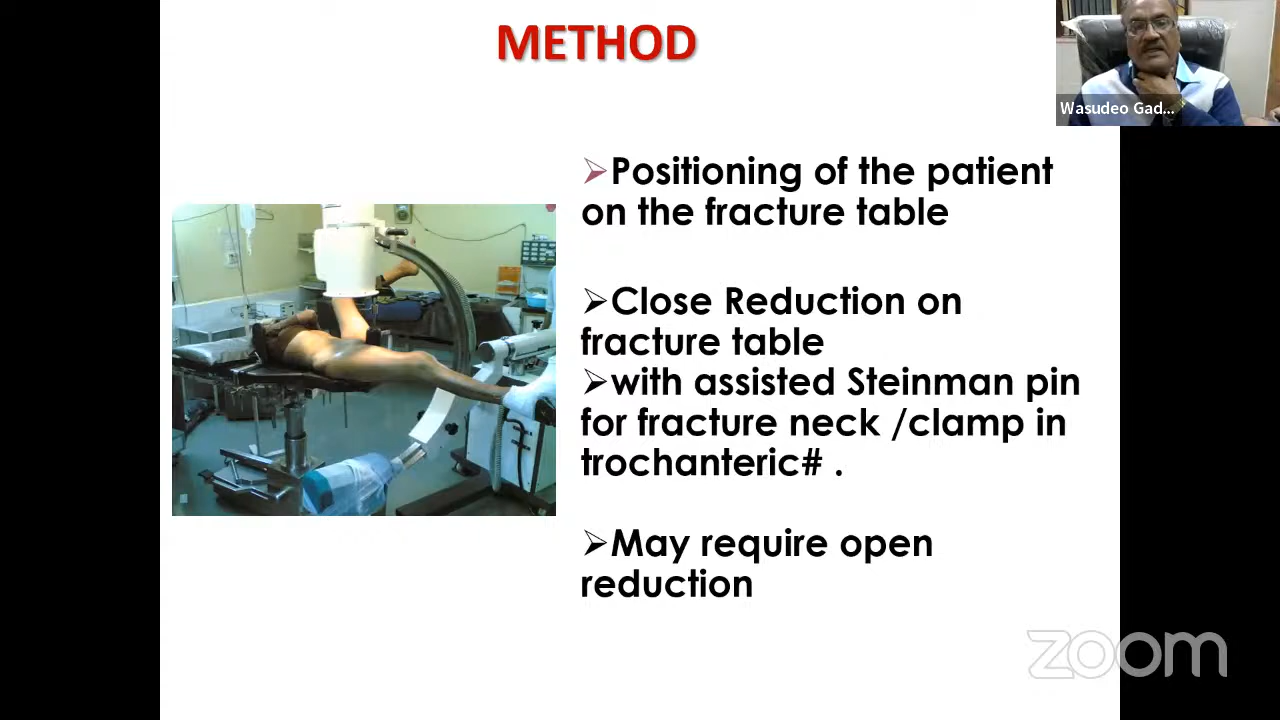 METHOD
Wasudeo Gad...
➢Positioning of the patient
on the fracture table
➢Close Reduction on
fracture table
➢with assisted Steinman pin
for fracture neck /clamp in
trochanteric# .
➢May require open
reduction
zoom